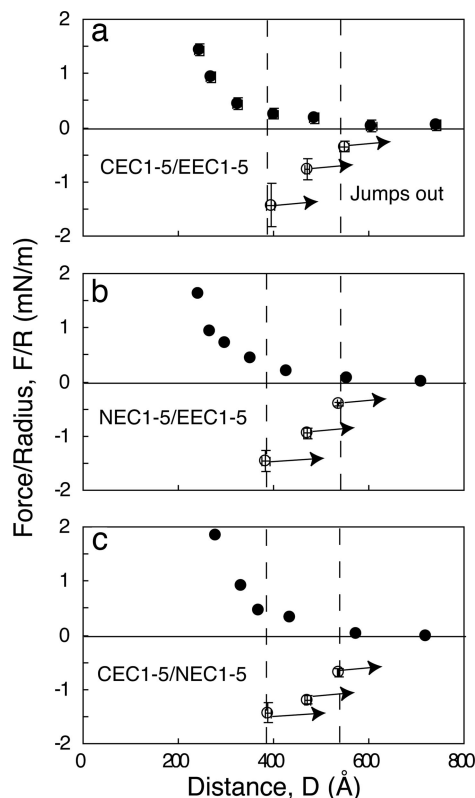 a
2
1
0
-1
-2
CEC1-5/EEC1-5
Jumps out
Force/Radius, F/R (mN/m)
b
2
1
0
-1
-2
NEC1-5/EEC1-5
c
2
1
0
-1
-2
CEC1-5/NEC1-5
0 200 400 600 800
Distance, D (Å)